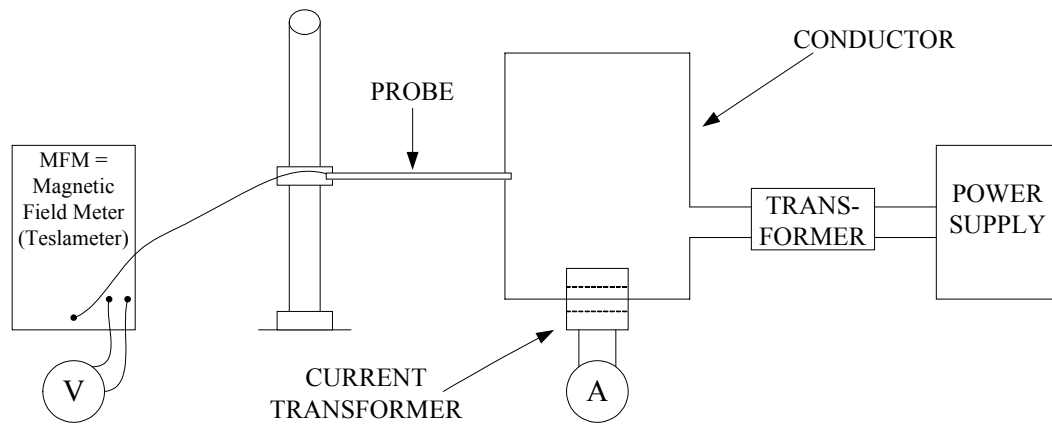 CONDUCTOR
PROBE
MFM =
Magnetic
Field Meter
(Teslameter)
TRANS-
FORMER
POWER
SUPPLY
V
CURRENT
TRANSFORMER
A